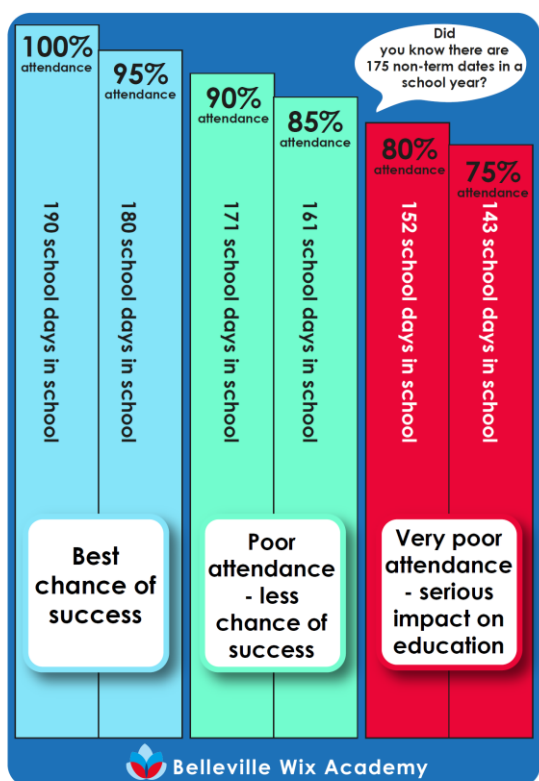 100%
attendance
95%
attendance
90%
attendance
85%
attendance
Did
you know there are
175 non-term dates in a
school year?
80%
attendance
75%
attendance
190 school days in school
180 school days in school
171 school days in school
161 school days in school
152 school days in school
143 school days in school
Best
chance of
success
Poor
attendance
- less
chance of
success
Very poor
attendance
- serious
impact on
education
Belleville Wix Academy